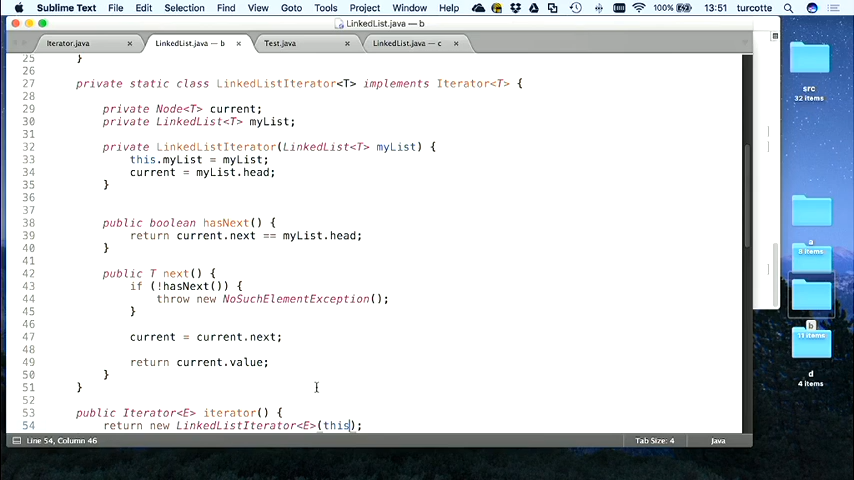 Sublime Text File Edit Selection Find View Goto Tools Project Window Help 100% 13:51 turcotte
LinkedList.java — b
Iterator.java × LinkedList.java — b × Test.java × LinkedList.java — c ×
25 }
26
27 private static class LinkedListIterator<T> implements Iterator<T> {
28
29 private Node<T> current;
30 private LinkedList<T> myList;
31
32 private LinkedListIterator(LinkedList<T> myList) {
33 this.myList = myList;
34 current = myList.head;
35 }
36
37
38 public boolean hasNext() {
39 return current.next == myList.head;
40 }
41
42 public T next() {
43 if (!hasNext()) {
44 throw new NoSuchElementException();
45 }
46
47 current = current.next;
48
49 return current.value;
50 }
51 }
52
53 public Iterator<E> iterator() {
54 return new LinkedListIterator<E>(this);
Line 54, Column 46 Tab Size: 4 Java
src
32 items
a
8 items
b
11 items
d
4 items